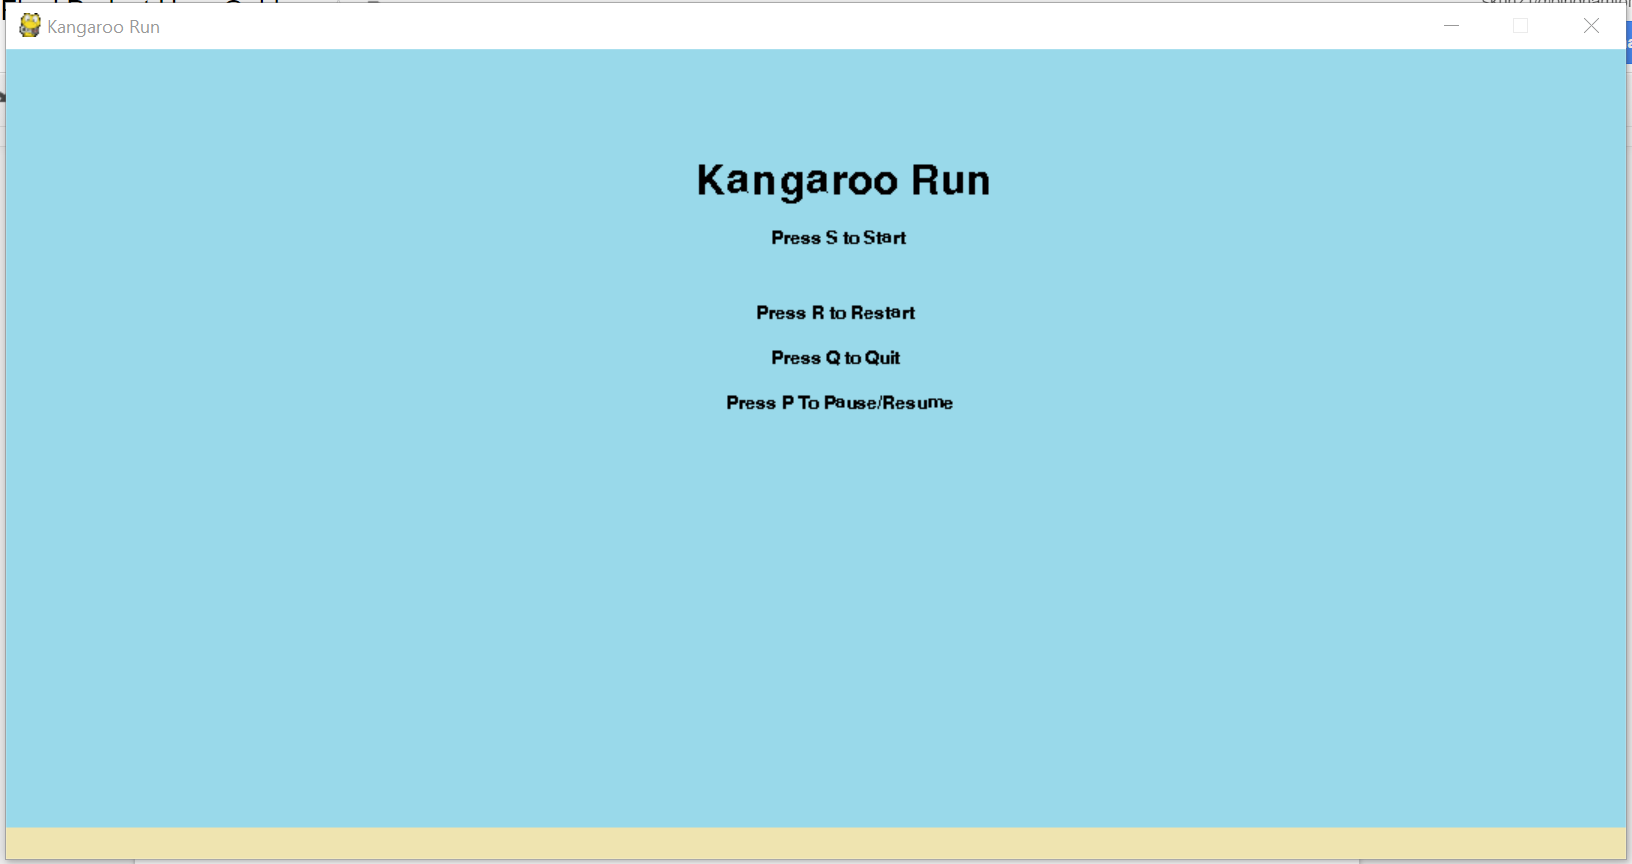 Kangaroo Run
Kangaroo Run
Press S to Start
Press R to Restart
Press Q to Quit
Press P To Pause/Resume